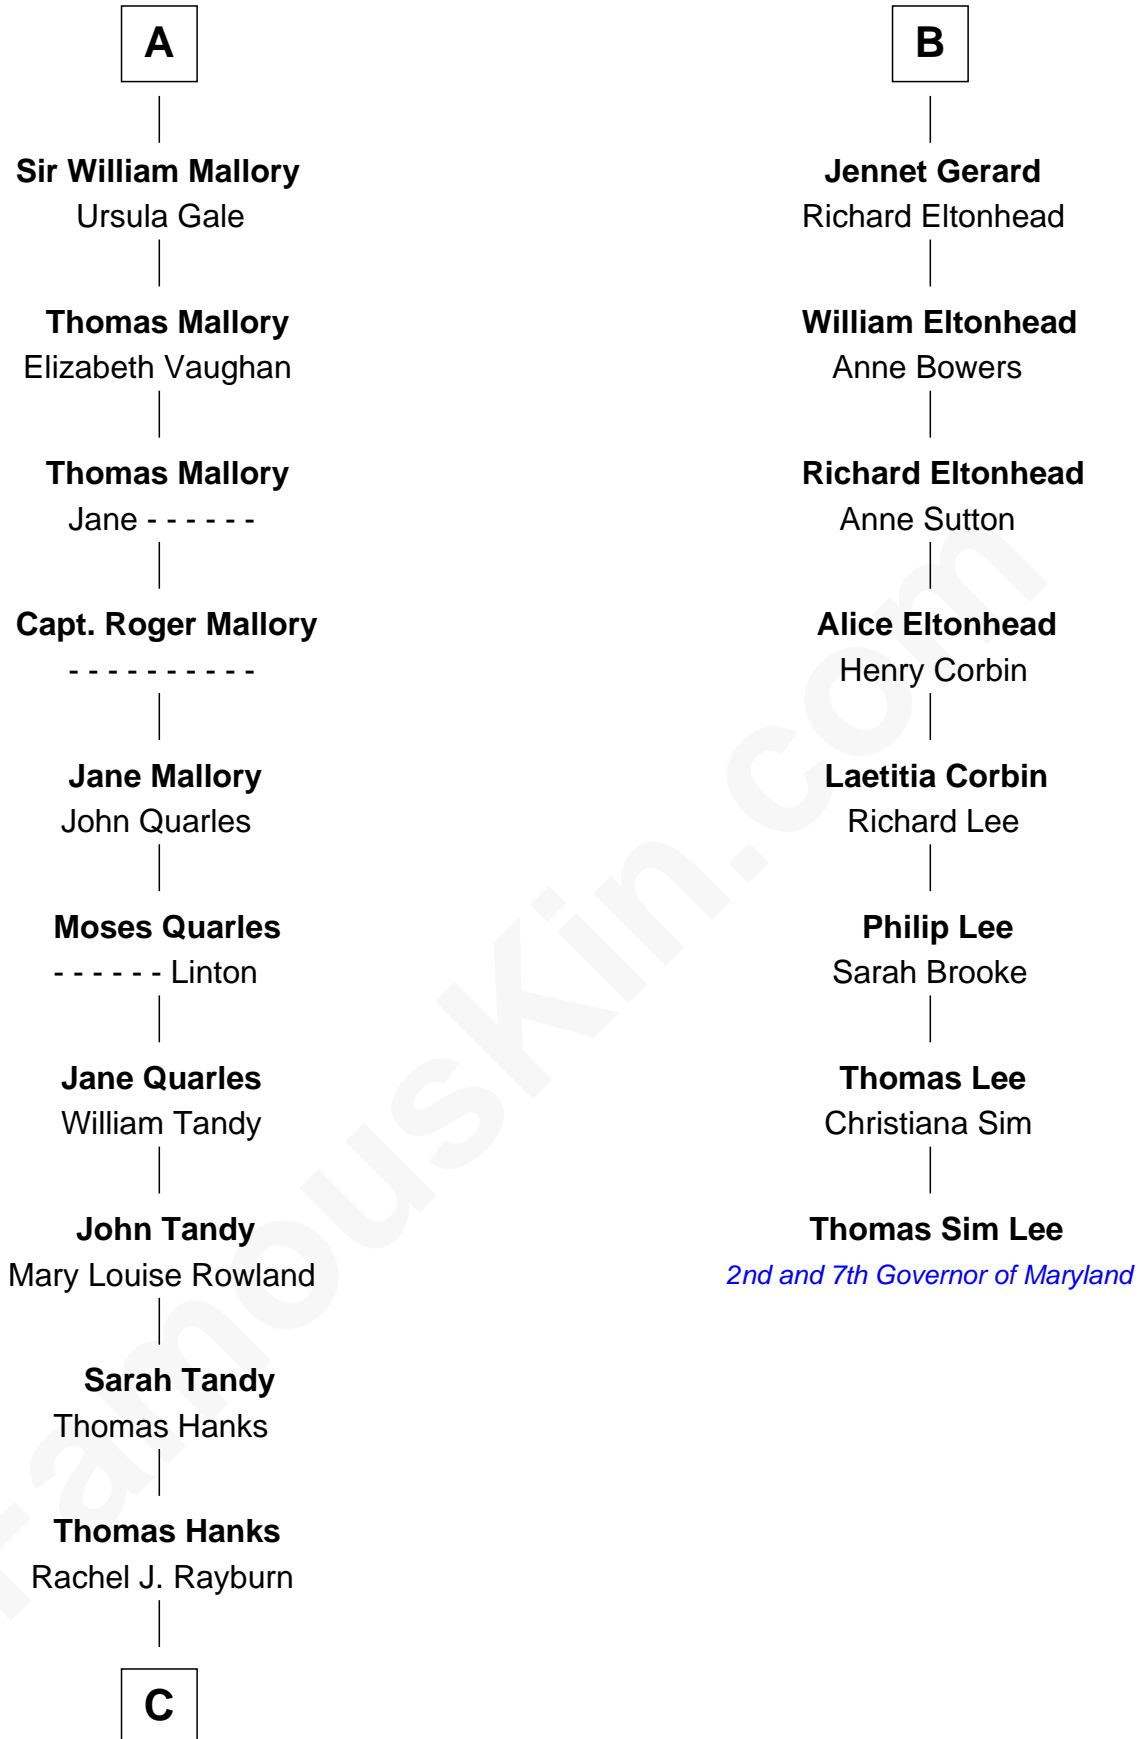 A
Sir William Mallory
Ursula Gale
Thomas Mallory
Elizabeth Vaughan
Thomas Mallory
Jane - - - - - -
Capt. Roger Mallory
- - - - - - - - - -
Jane Mallory
John Quarles
Moses Quarles
- - - - - - Linton
Jane Quarles
William Tandy
John Tandy
Mary Louise Rowland
Sarah Tandy
Thomas Hanks
Thomas Hanks
Rachel J. Rayburn
C
B
Jennet Gerard
Richard Eltonhead
William Eltonhead
Anne Bowers
Richard Eltonhead
Anne Sutton
Alice Eltonhead
Henry Corbin
Laetitia Corbin
Richard Lee
Philip Lee
Sarah Brooke
Thomas Lee
Christiana Sim
Thomas Sim Lee
2nd and 7th Governor of Maryland
FamousKin.com